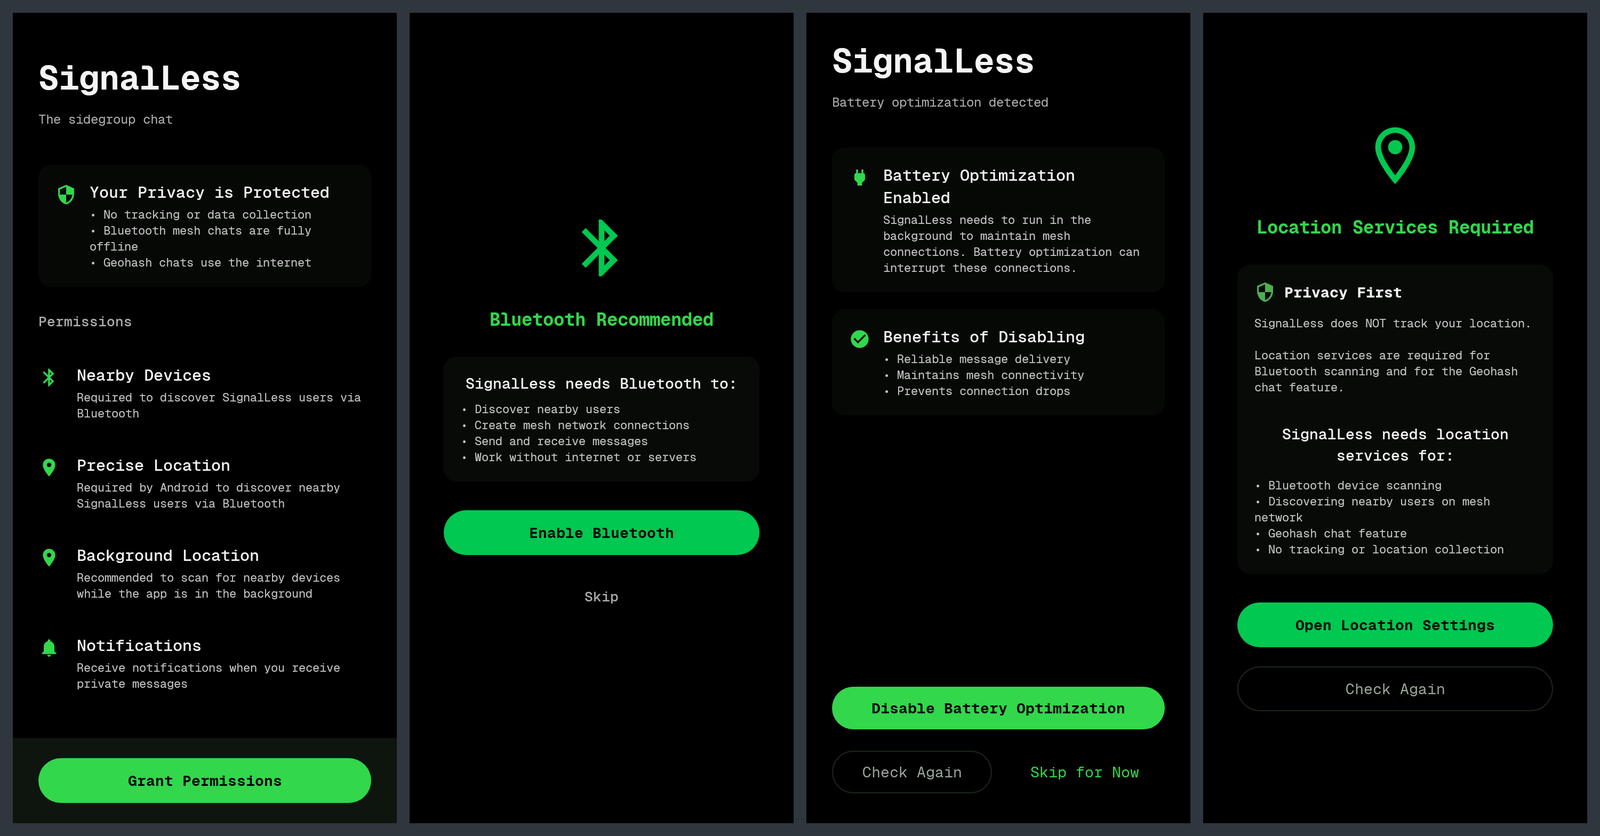 SignalLess
The sidegroup chat
Your Privacy is Protected
• No tracking or data collection
• Bluetooth mesh chats are fully
offline
• Geohash chats use the internet
Permissions
Nearby Devices
Required to discover SignalLess users via
Bluetooth
Precise Location
Required by Android to discover nearby
SignalLess users via Bluetooth
Background Location
Recommended to scan for nearby devices
while the app is in the background
Notifications
Receive notifications when you receive
private messages
Grant Permissions
Bluetooth Recommended
SignalLess needs Bluetooth to:
• Discover nearby users
• Create mesh network connections
• Send and receive messages
• Work without internet or servers
Enable Bluetooth
Skip
SignalLess
Battery optimization detected
Battery Optimization
Enabled
SignalLess needs to run in the
background to maintain mesh
connections. Battery optimization can
interrupt these connections.
Benefits of Disabling
• Reliable message delivery
• Maintains mesh connectivity
• Prevents connection drops
Disable Battery Optimization
Check Again
Skip for Now
Location Services Required
Privacy First
SignalLess does NOT track your location.
Location services are required for
Bluetooth scanning and for the Geohash
chat feature.
SignalLess needs location
services for:
• Bluetooth device scanning
• Discovering nearby users on mesh
network
• Geohash chat feature
• No tracking or location collection
Open Location Settings
Check Again